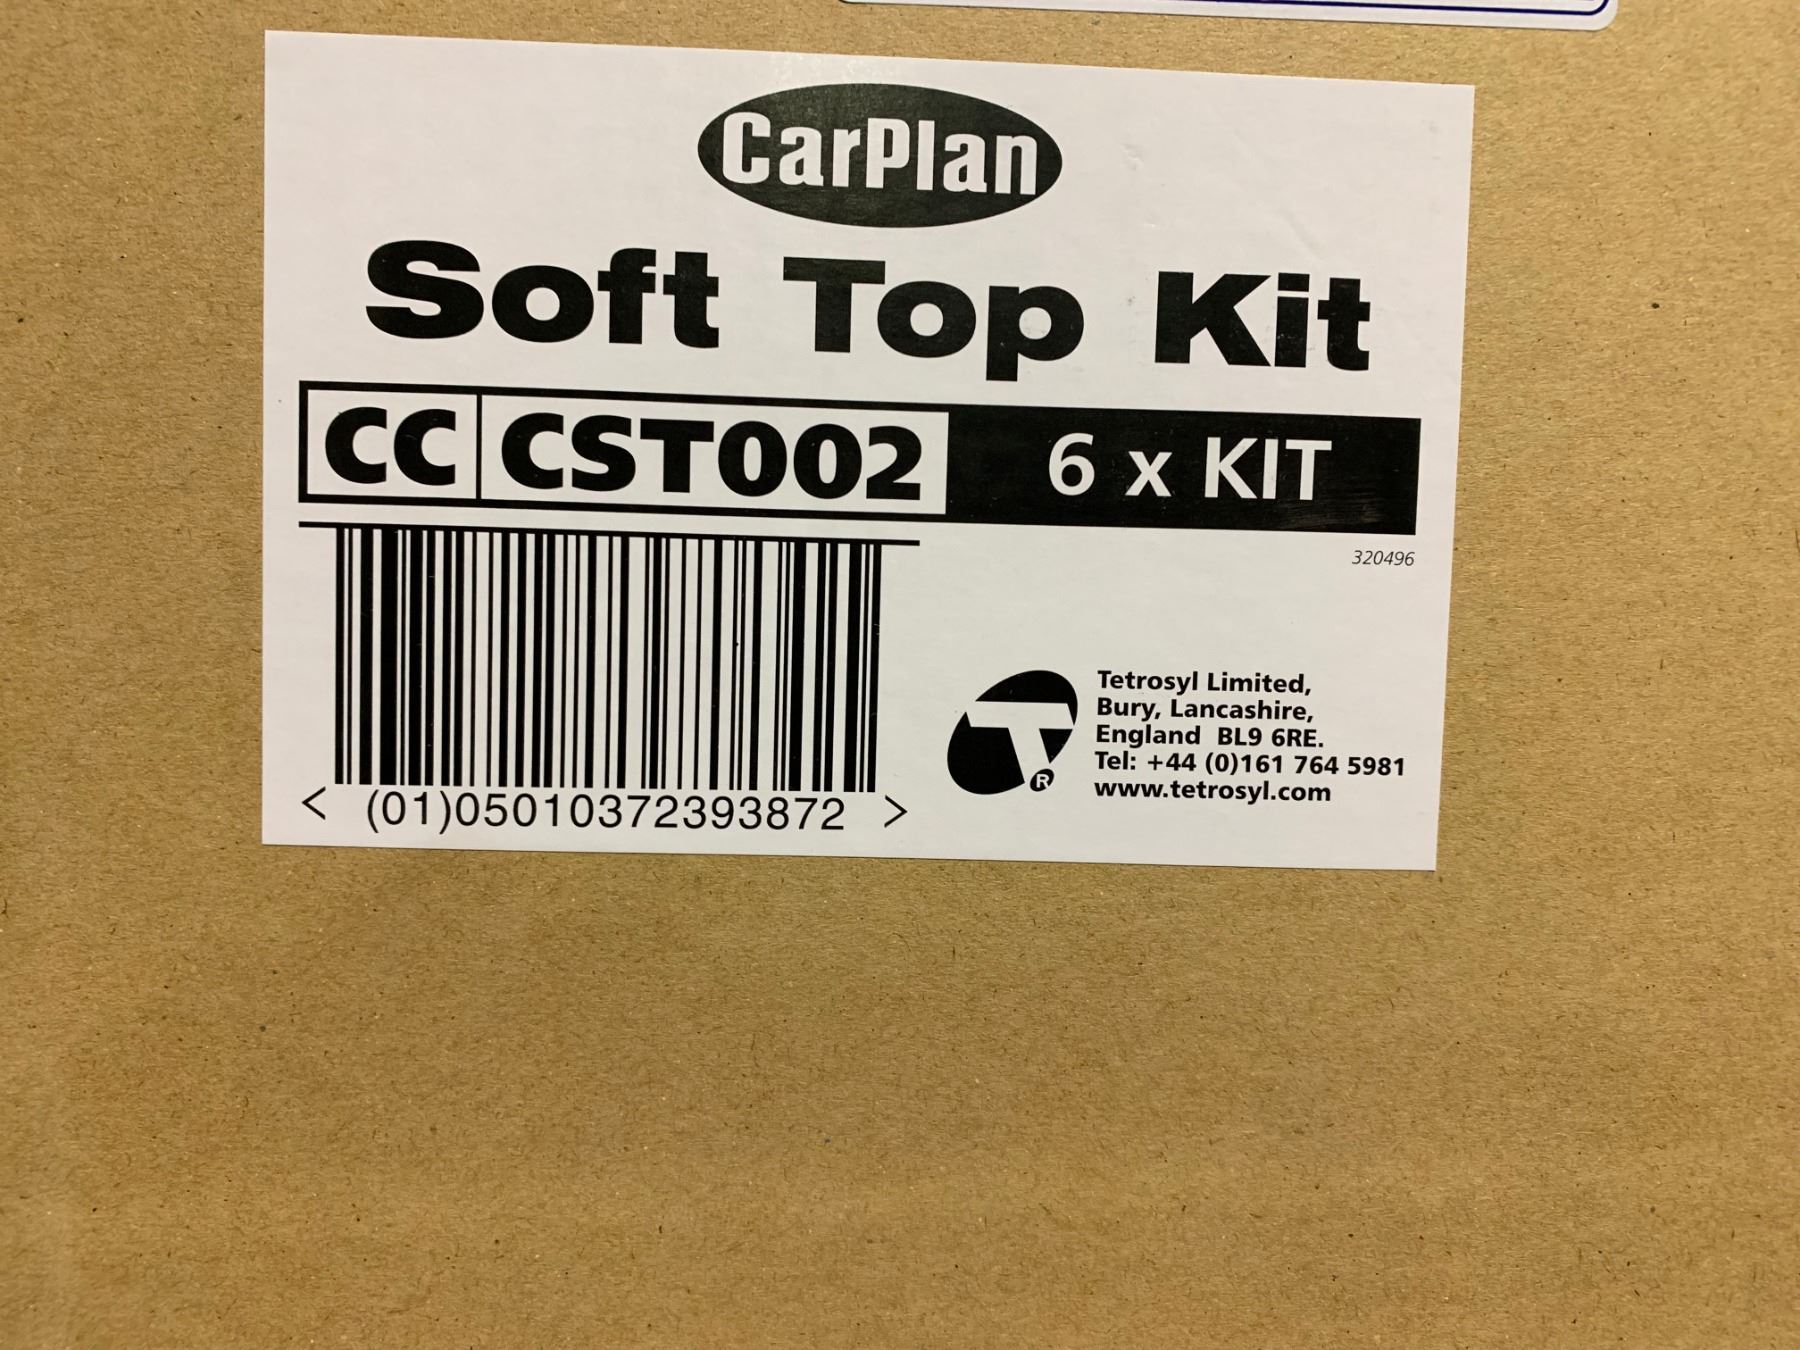 CarPlan
Soft Top Kit
CC CST002 6 x KIT
320496
< (01)05010372393872 >
T®
Tetrosyl Limited,
Bury, Lancashire,
England BL9 6RE.
Tel: +44 (0)161 764 5981
www.tetrosyl.com